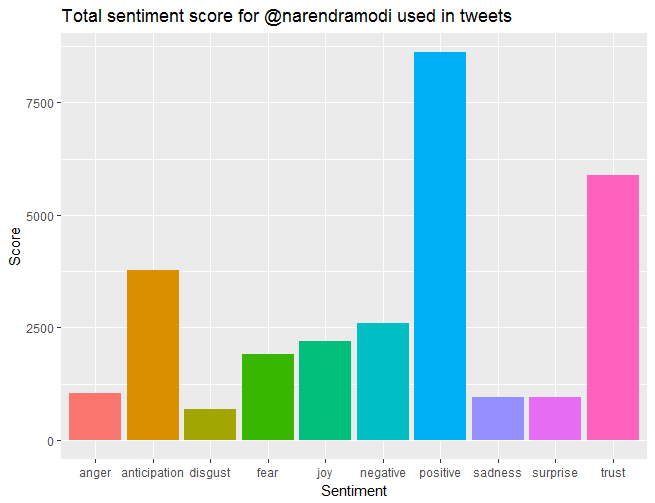 Total sentiment score for @narendramodi used in tweets
Score
7500
5000
2500
0
anger anticipation disgust fear joy negative positive sadness surprise trust
Sentiment